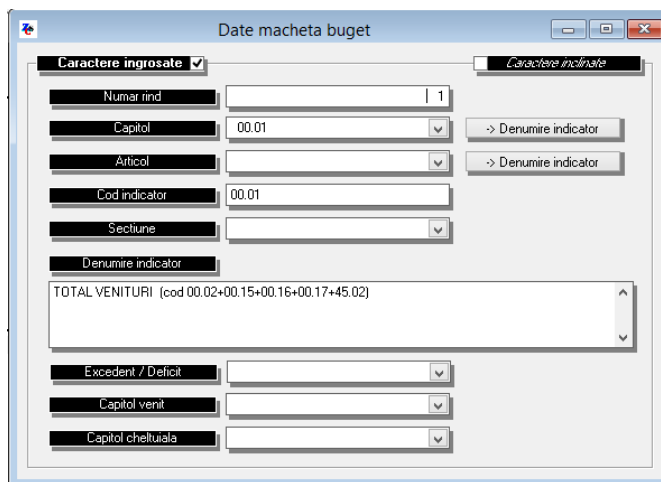 Date macheta buget
Caractere ingrosate
Caractere inclinate
Numar rind
1
Capitol
00.01
-> Denumire indicator
Articol
-> Denumire indicator
Cod indicator
00.01
Sectiune
Denumire indicator
TOTAL VENITURI (cod 00.02+00.15+00.16+00.17+45.02)
Excedent / Deficit
Capitol venit
Capitol cheltuiala